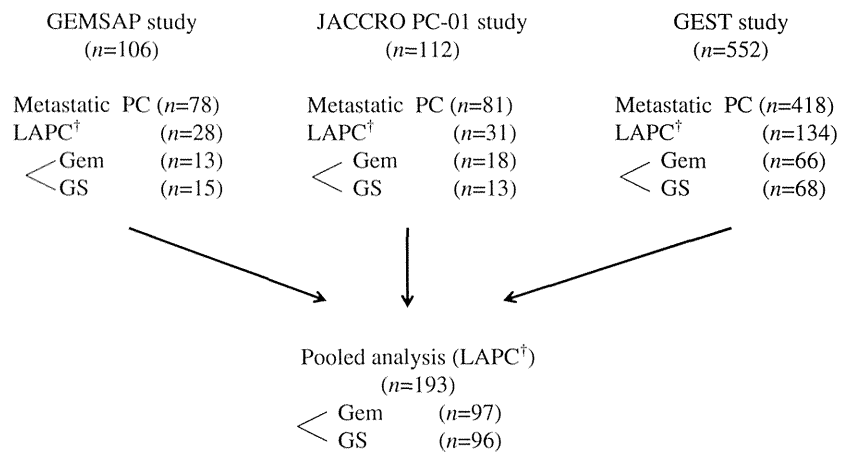 GEMSAP study
(n=106)
Metastatic PC (n=78)
LAPC† (n=28)
Gem (n=13)
GS (n=15)
JACCRO PC-01 study
(n=112)
Metastatic PC (n=81)
LAPC† (n=31)
Gem (n=18)
GS (n=13)
GEST study
(n=552)
Metastatic PC (n=418)
LAPC† (n=134)
Gem (n=66)
GS (n=68)
Pooled analysis (LAPC†)
(n=193)
Gem (n=97)
GS (n=96)